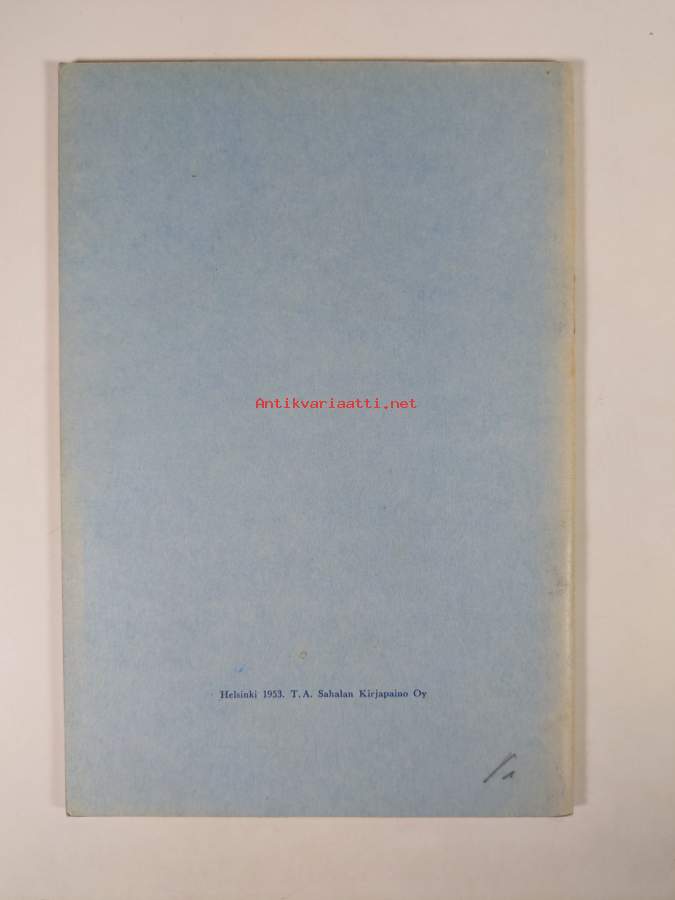 Antikvariaatti.net
Helsinki 1953. T. A. Sahalan Kirjapaino Oy